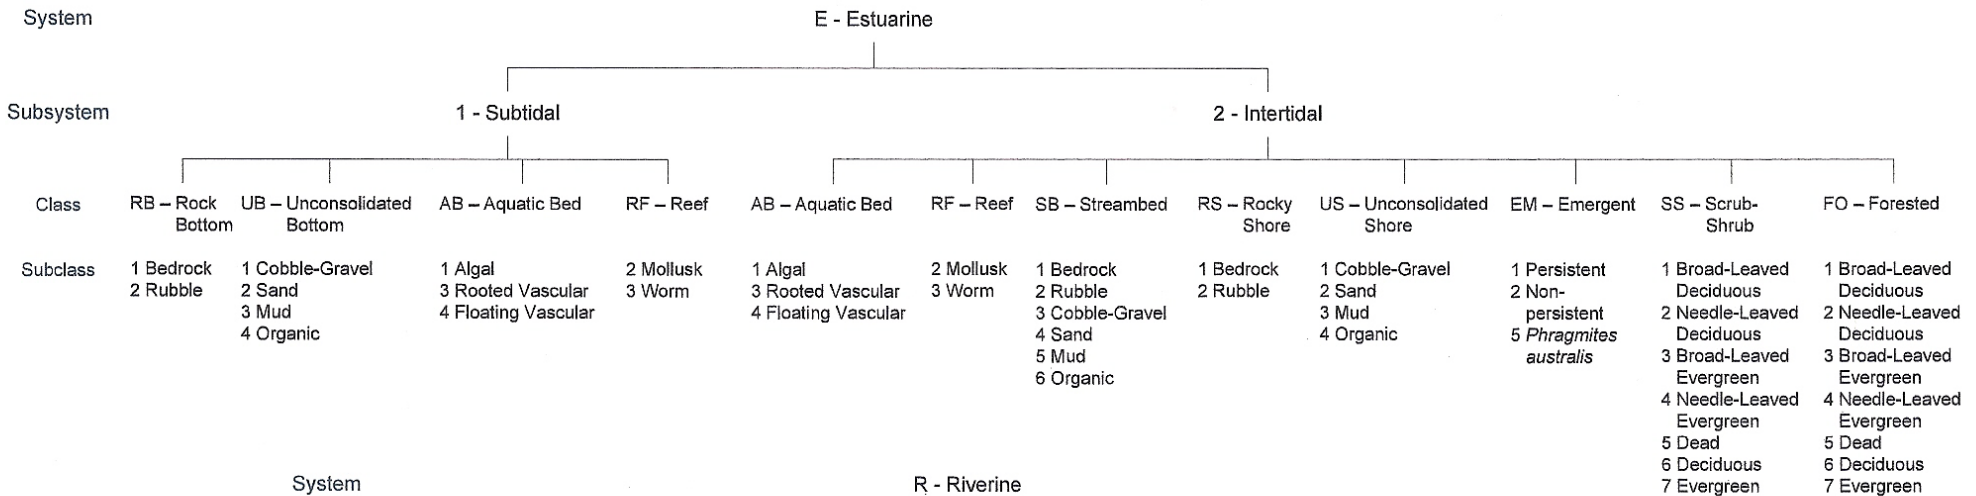 System E - Estuarine
Subsystem 1 - Subtidal 2 - Intertidal
Class RB – Rock Bottom UB – Unconsolidated Bottom AB – Aquatic Bed RF – Reef AB – Aquatic Bed RF – Reef SB – Streambed RS – Rocky Shore US – Unconsolidated Shore EM – Emergent SS – Scrub-Shrub FO – Forested
Subclass
1 Bedrock
2 Rubble
1 Cobble-Gravel
2 Sand
3 Mud
4 Organic
1 Algal
3 Rooted Vascular
4 Floating Vascular
2 Mollusk
3 Worm
1 Algal
3 Rooted Vascular
4 Floating Vascular
2 Mollusk
3 Worm
1 Bedrock
2 Rubble
3 Cobble-Gravel
4 Sand
5 Mud
6 Organic
1 Bedrock
2 Rubble
1 Cobble-Gravel
2 Sand
3 Mud
4 Organic
1 Persistent
2 Non-
persistent
5 Phragmites
australis
1 Broad-Leaved
Deciduous
2 Needle-Leaved
Deciduous
3 Broad-Leaved
Evergreen
4 Needle-Leaved
Evergreen
5 Dead
6 Deciduous
7 Evergreen
1 Broad-Leaved
Deciduous
2 Needle-Leaved
Deciduous
3 Broad-Leaved
Evergreen
4 Needle-Leaved
Evergreen
5 Dead
6 Deciduous
7 Evergreen
System R - Riverine